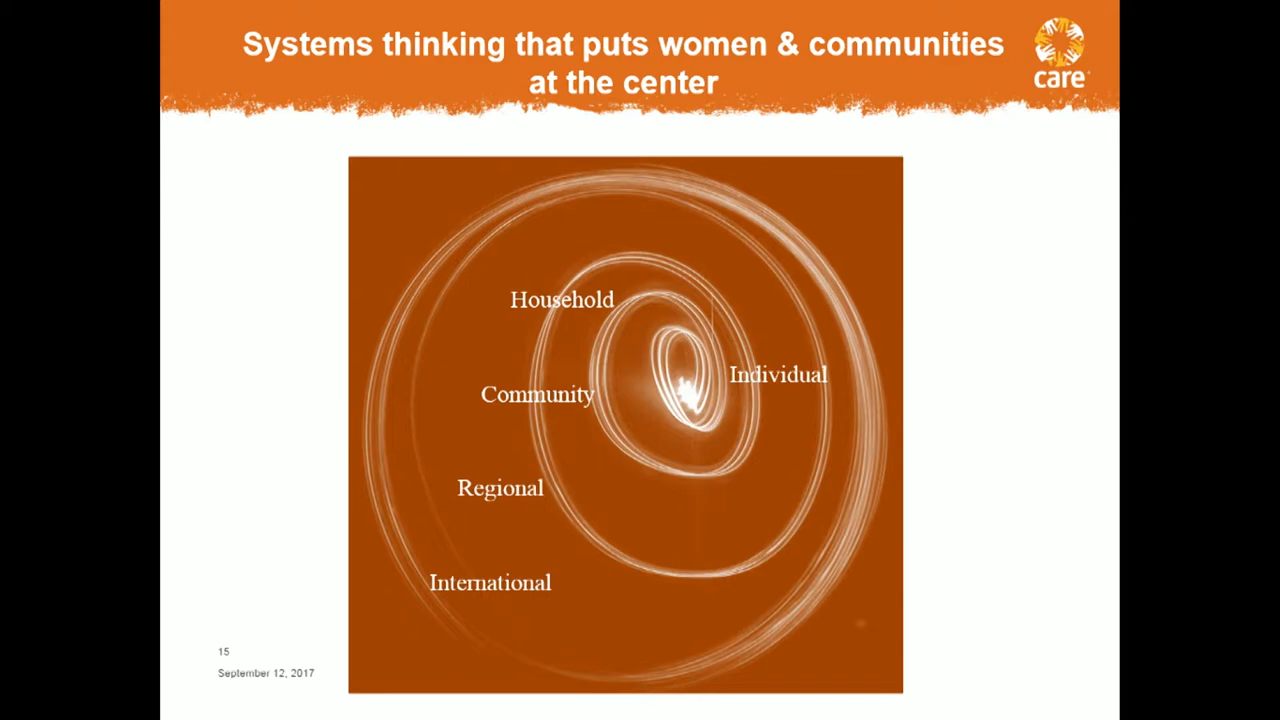 Systems thinking that puts women & communities
at the center
care
Household
Individual
Community
Regional
International
15
September 12, 2017